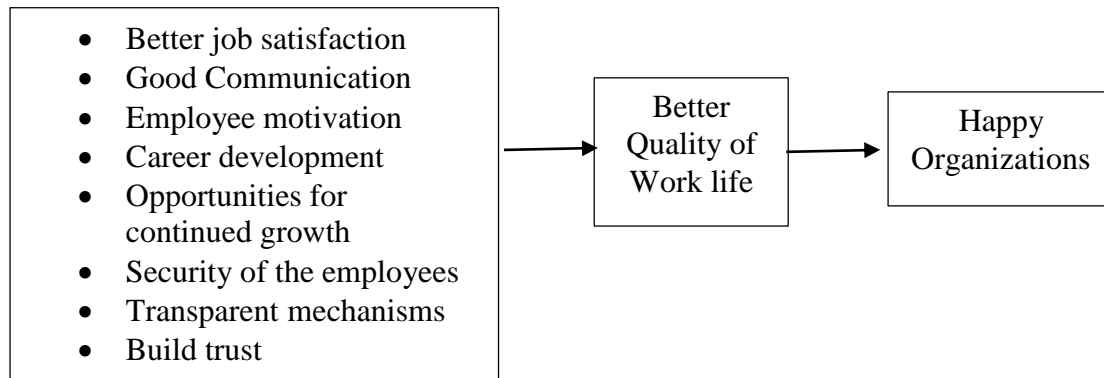 • Better job satisfaction
• Good Communication
• Employee motivation
• Career development
• Opportunities for
continued growth
• Security of the employees
• Transparent mechanisms
• Build trust
Better
Quality of
Work life
Happy
Organizations